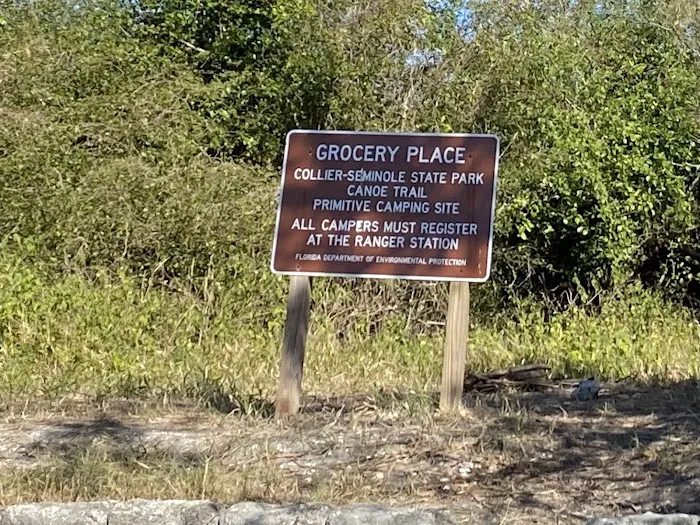 GROCERY PLACE
COLLIER-SEMINOLE STATE PARK
CANOE TRAIL
PRIMITIVE CAMPING SITE
ALL CAMPERS MUST REGISTER
AT THE RANGER STATION
FLORIDA DEPARTMENT OF ENVIRONMENTAL PROTECTION